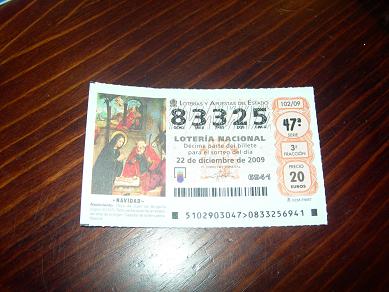 LOTERÍAS Y APUESTAS DEL ESTADO
102/09
83325
47ª
SERIE
LOTERÍA NACIONAL
Décima parte del billete
para el sorteo del día
22 de diciembre de 2009
3ª
FRACCIÓN
PRECIO
20
EUROS
6941
-NAVIDAD-
5102903047>0833256941